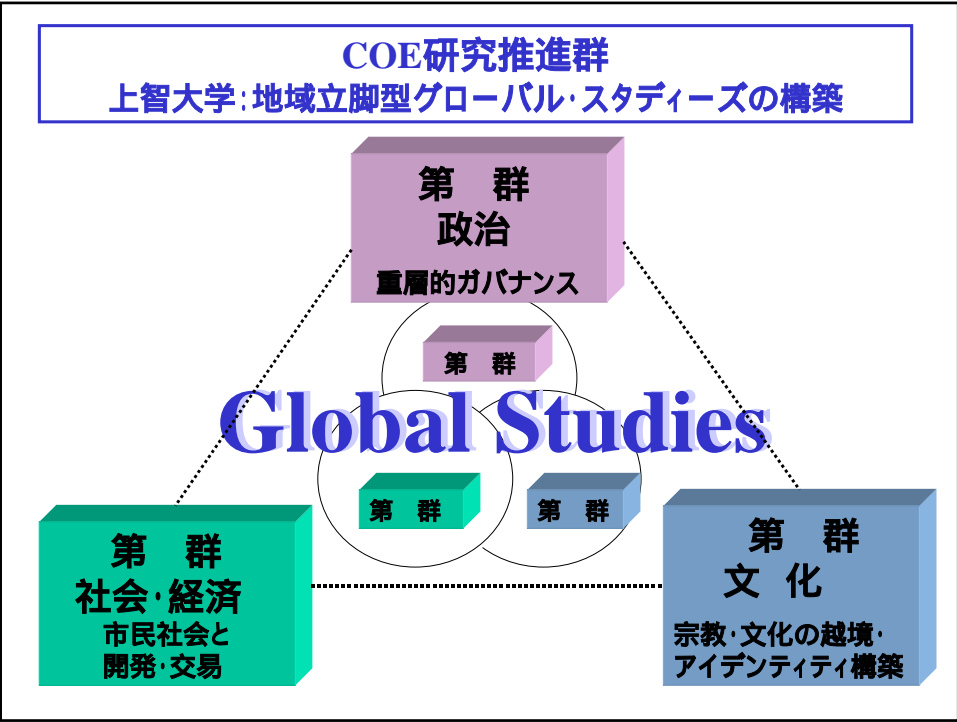 COE研究推進群
上智大学:地域立脚型グローバル・スタディーズの構築
第　群
政治
重層的ガバナンス
第　群
Global Studies
第　群
第　群
第　群
社会・経済
市民社会と
開発・交易
第　群
文 化
宗教・文化の越境・
アイデンティティ構築